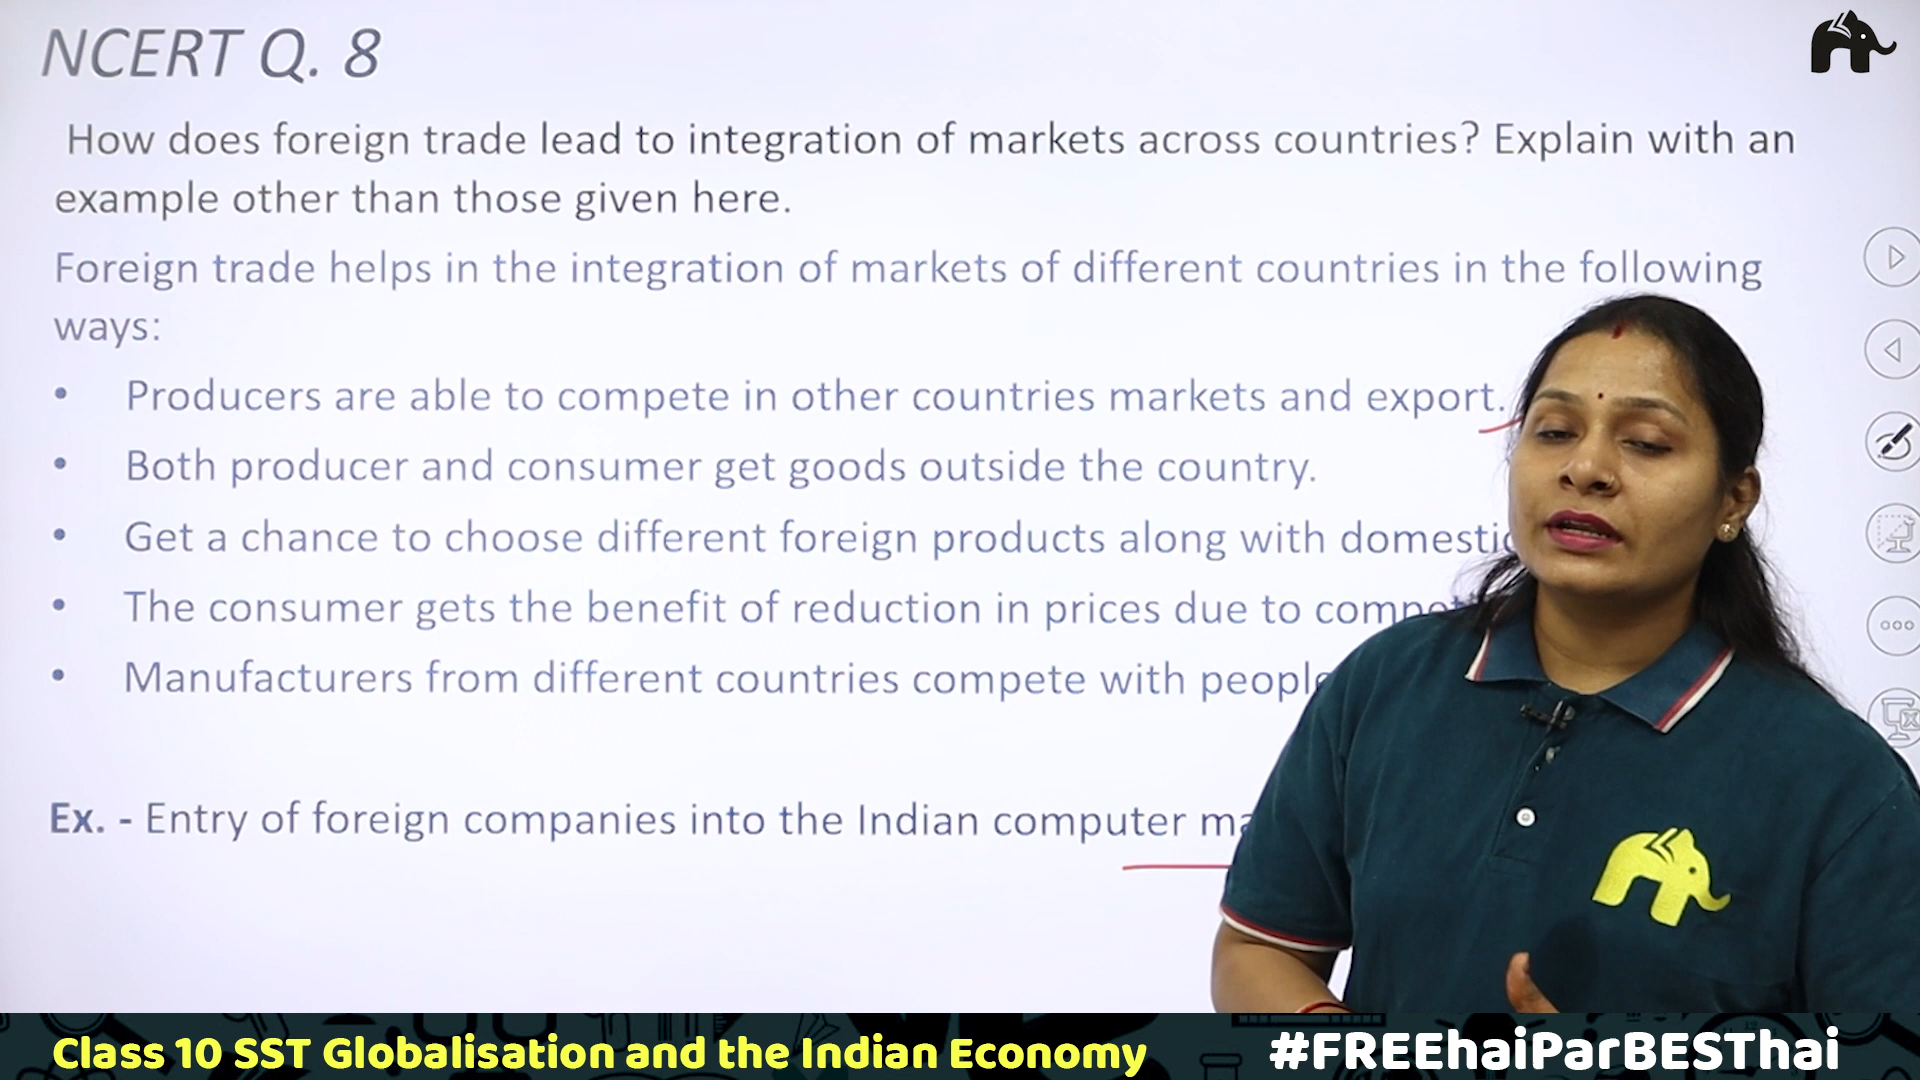 NCERT Q. 8
How does foreign trade lead to integration of markets across countries? Explain with an
example other than those given here.
Foreign trade helps in the integration of markets of different countries in the following
ways:
• Producers are able to compete in other countries markets and export.
• Both producer and consumer get goods outside the country.
• Get a chance to choose different foreign products along with
• The consumer gets the benefit of reduction in prices due to
• Manufacturers from different countries compete with
Ex. - Entry of foreign companies into the Indian computer
Class 10 SST Globalisation and the Indian Economy
#FREEhaiParBESThai